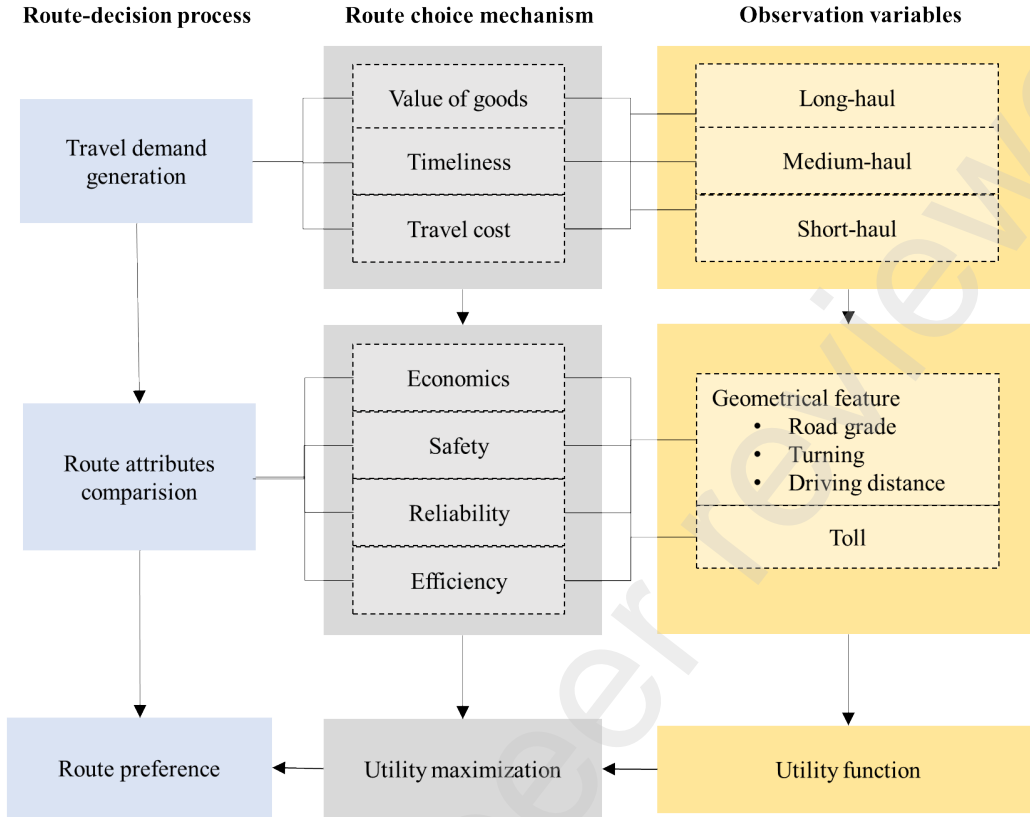 Route-decision process
Route choice mechanism
Observation variables
Travel demand
generation
Value of goods
Timeliness
Travel cost
Long-haul
Medium-haul
Short-haul
Route attributes
comparision
Economics
Safety
Reliability
Efficiency
Geometrical feature
• Road grade
• Turning
• Driving distance
Toll
Route preference
Utility maximization
Utility function
eer reviewe